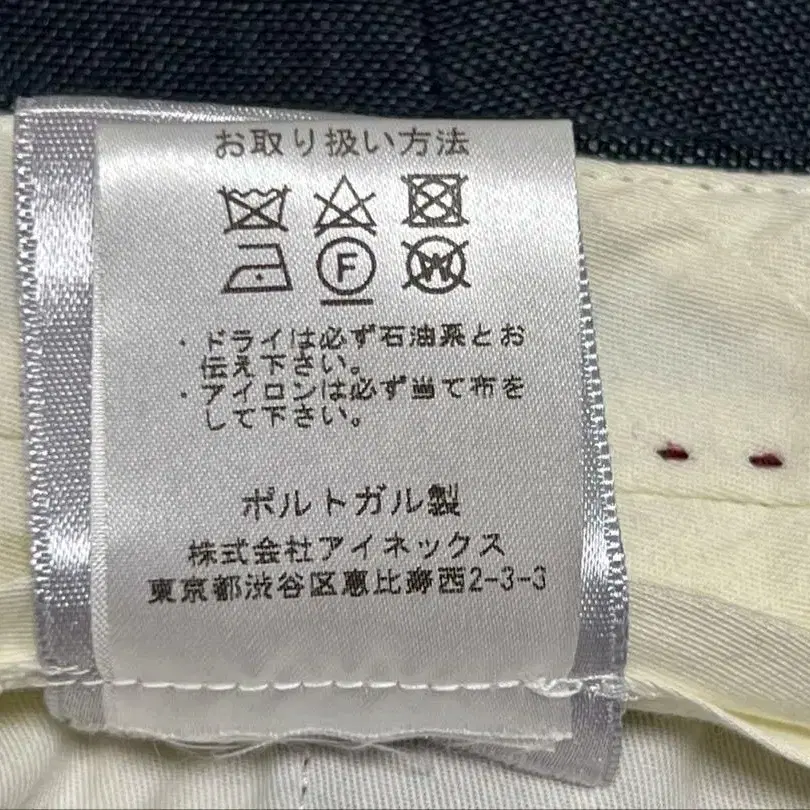 お取り扱い方法
F
W
・ドライは必ず石油系とお
伝え下さい。
・アイロンは必ず当て布を
して下さい。
ポルトガル製
株式会社アイネックス
東京都渋谷区恵比寿西2-3-3